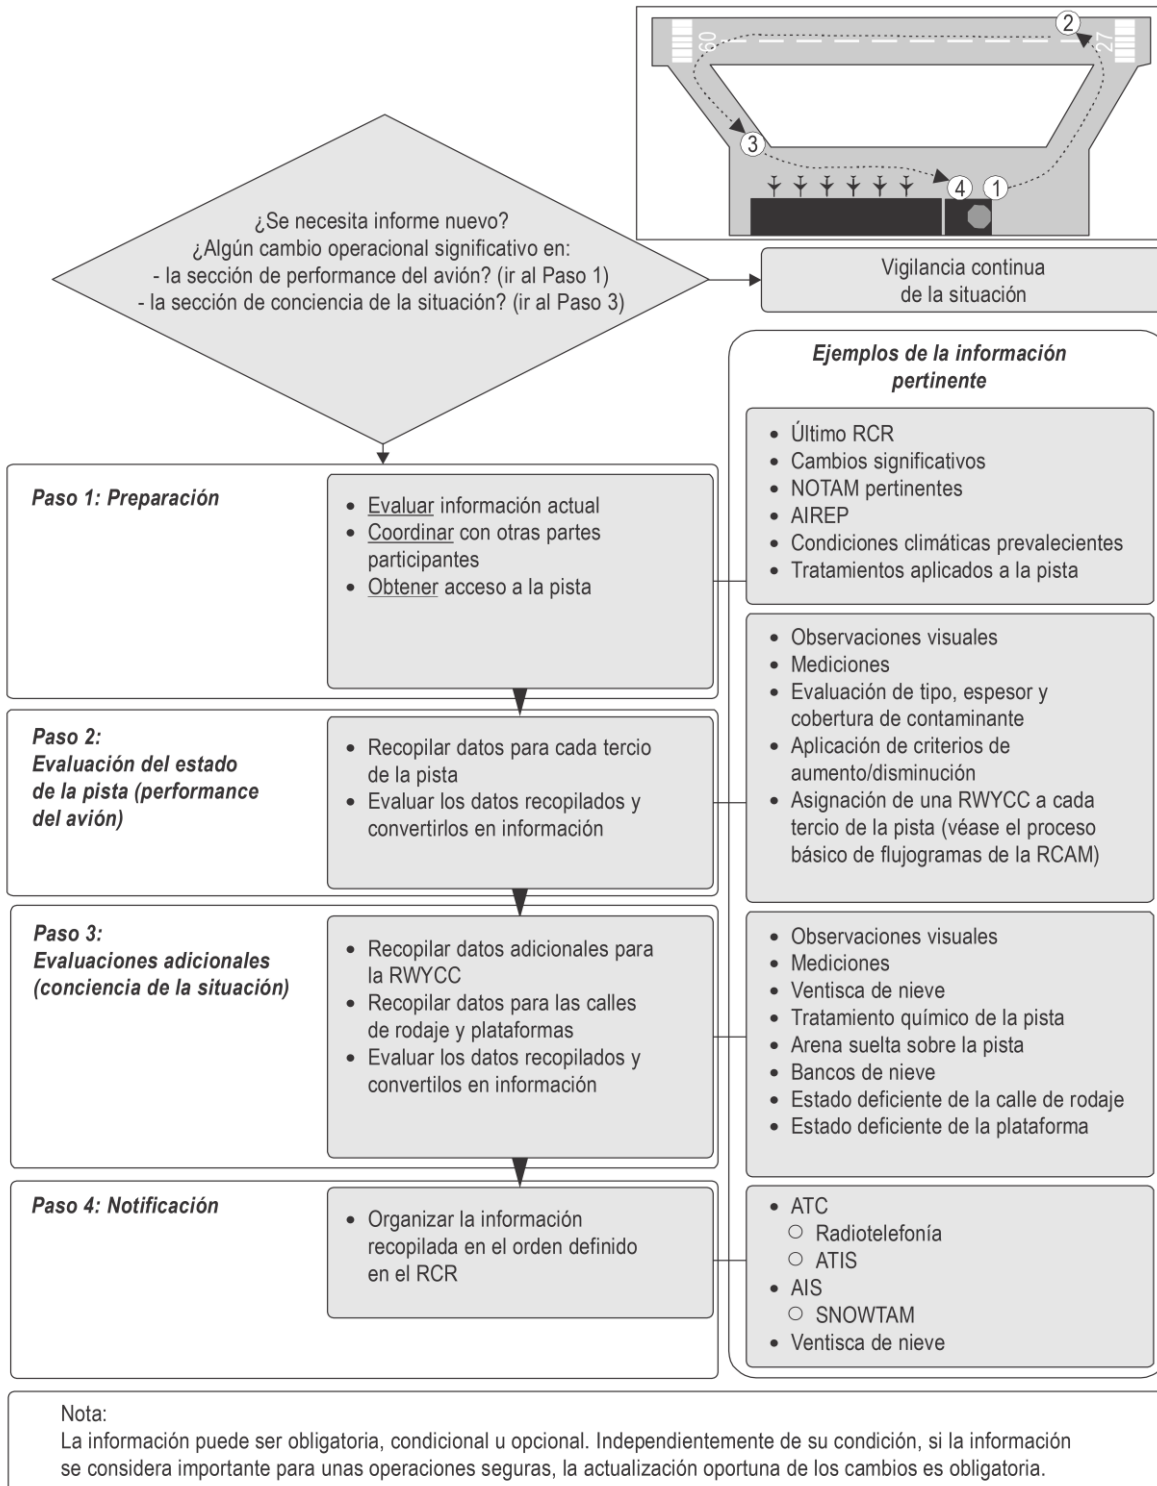 2
60
27
3
4
1
¿Se necesita informe nuevo?
¿Algún cambio operacional significativo en:
- la sección de performance del avión? (ir al Paso 1)
- la sección de conciencia de la situación? (ir al Paso 3)
Vigilancia continua
de la situación
Ejemplos de la información
pertinente
Paso 1: Preparación
• Evaluar información actual
• Coordinar con otras partes
participantes
• Obtener acceso a la pista
• Último RCR
• Cambios significativos
• NOTAM pertinentes
• AIREP
• Condiciones climáticas prevalecientes
• Tratamientos aplicados a la pista
Paso 2:
Evaluación del estado
de la pista (performance
del avión)
• Recopilar datos para cada tercio
de la pista
• Evaluar los datos recopilados y
convertirlos en información
• Observaciones visuales
• Mediciones
• Evaluación de tipo, espesor y
cobertura de contaminante
• Aplicación de criterios de
aumento/disminución
• Asignación de una RWYCC a cada
tercio de la pista (véase el proceso
básico de flujogramas de la RCAM)
Paso 3:
Evaluaciones adicionales
(conciencia de la situación)
• Recopilar datos adicionales para
la RWYCC
• Recopilar datos para las calles
de rodaje y plataformas
• Evaluar los datos recopilados y
convertilos en información
• Observaciones visuales
• Mediciones
• Ventisca de nieve
• Tratamiento químico de la pista
• Arena suelta sobre la pista
• Bancos de nieve
• Estado deficiente de la calle de rodaje
• Estado deficiente de la plataforma
Paso 4: Notificación
• Organizar la información
recopilada en el orden definido
en el RCR
• ATC
○ Radiotelefonía
○ ATIS
• AIS
○ SNOWTAM
• Ventisca de nieve
Nota:
La información puede ser obligatoria, condicional u opcional. Independientemente de su condición, si la información
se considera importante para unas operaciones seguras, la actualización oportuna de los cambios es obligatoria.